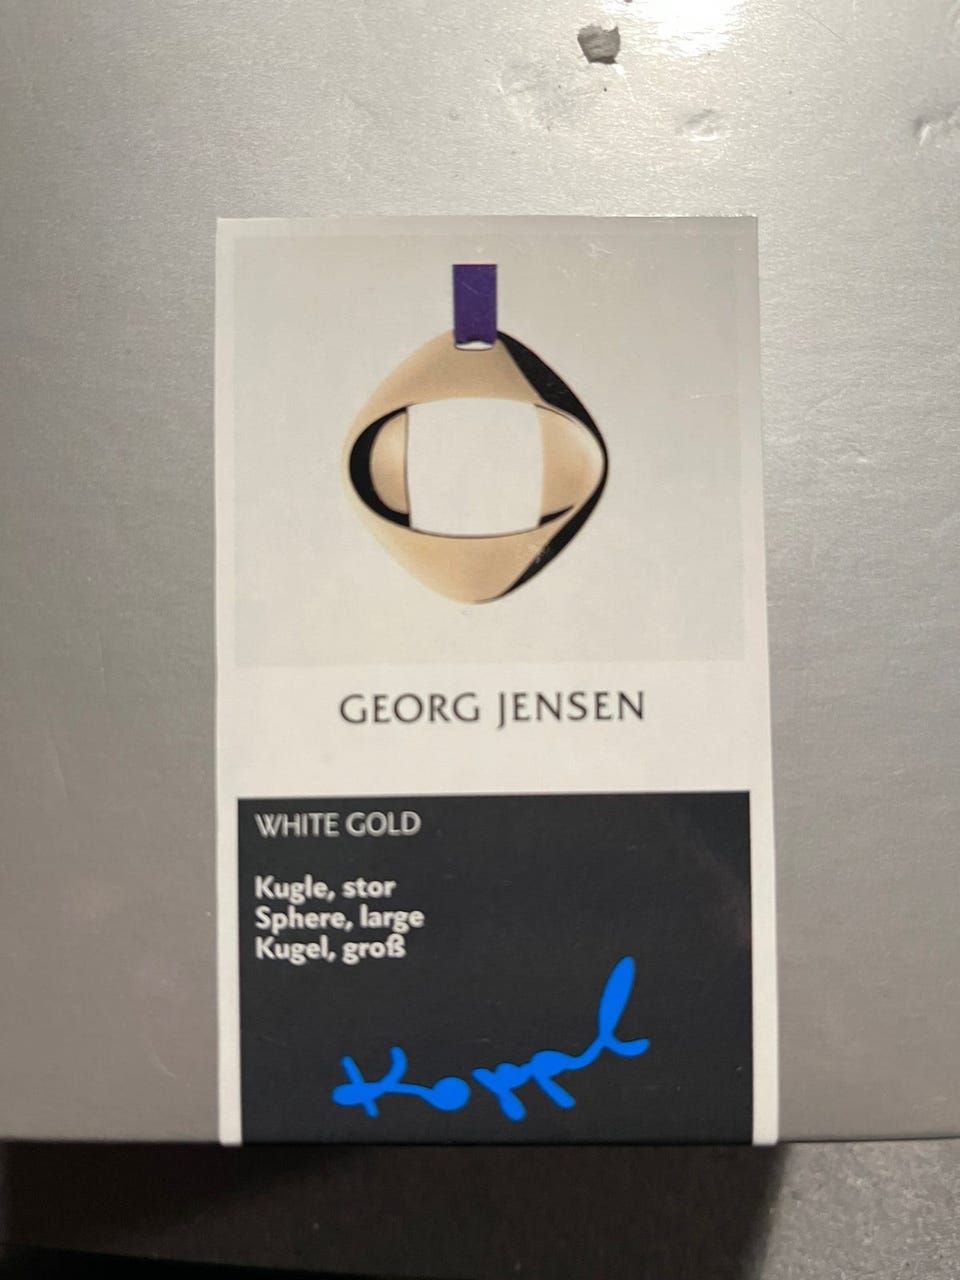 GEORG JENSEN
WHITE GOLD
Kugle, stor
Sphere, large
Kugel, groß
Koppel